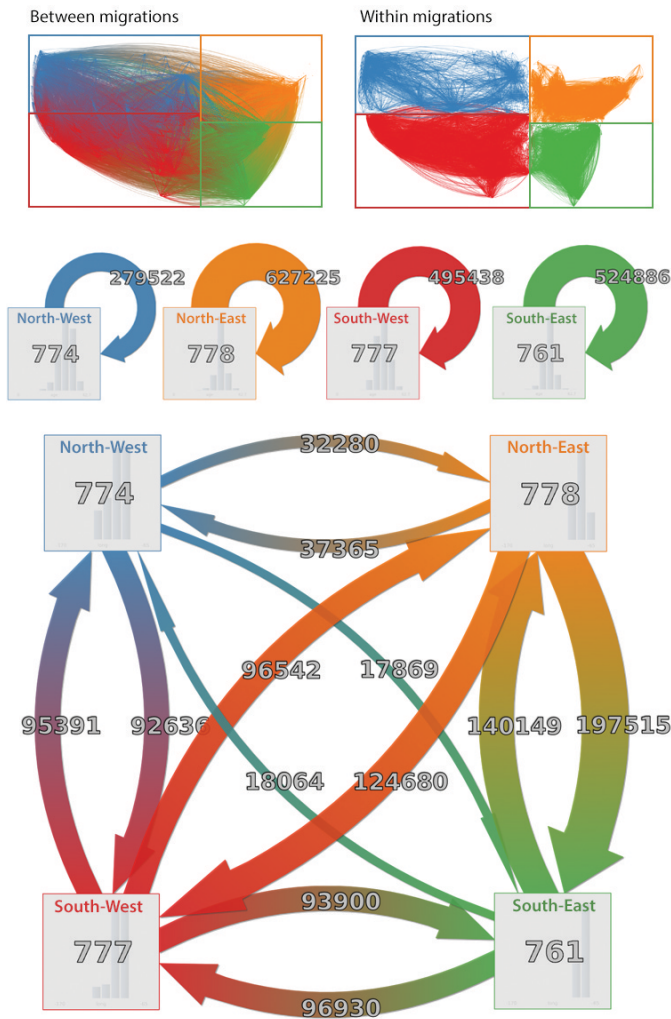 Between migrations
Within migrations
279522
627225
495438
524886
North-West
North-East
South-West
South-East
774
778
777
761
North-West
32280
North-East
774
778
37365
96542
17869
95391
92636
140149
197515
18064
124680
South-West
93900
South-East
777
761
96930